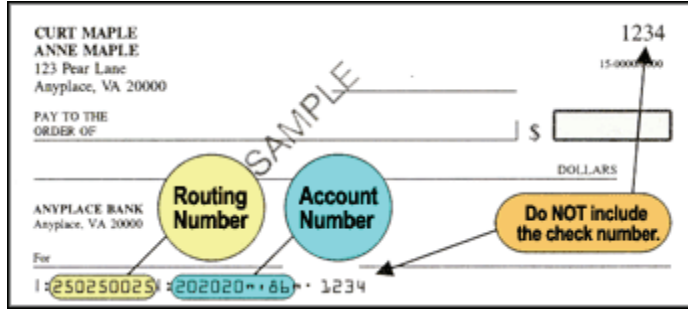 CURT MAPLE
ANNE MAPLE
123 Pear Lane
Anyplace, VA 20000
1234
PAY TO THE
ORDER OF
$
SAMPLE
DOLLARS
ANYPLACE BANK
Anyplace, VA 20000
Routing
Number
Account
Number
Do NOT include
the check number.
For
250250025 202020 86 1234